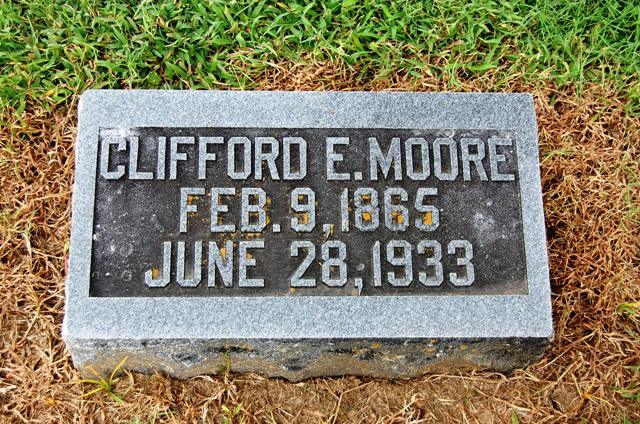 CLIFFORD E. MOORE
FEB. 9, 1865
JUNE 28, 1933